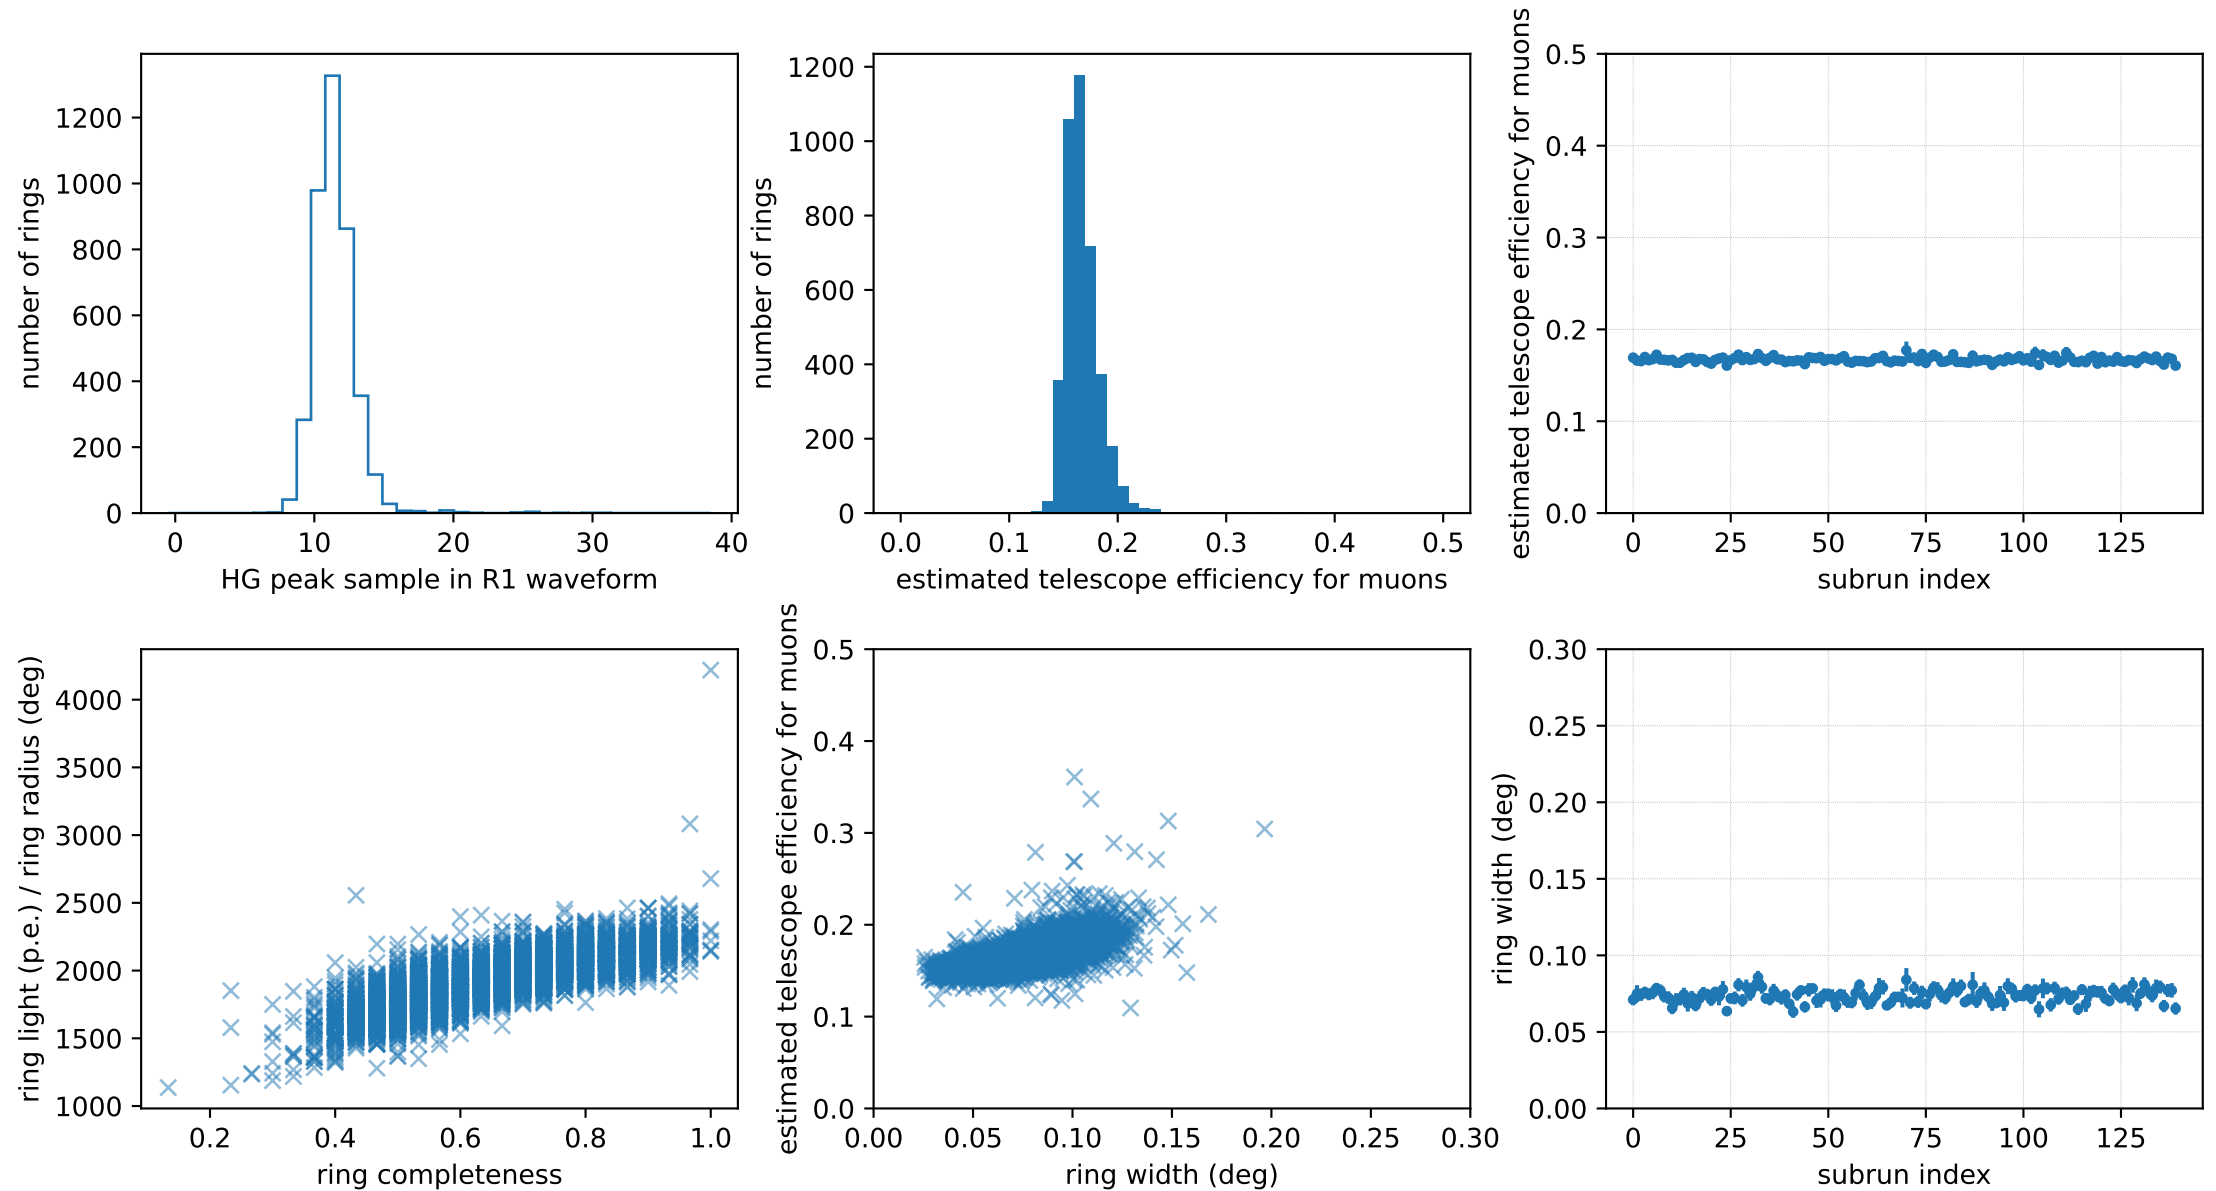 number of rings
0
200
400
600
800
1000
1200
0 10 20 30 40
HG peak sample in R1 waveform
number of rings
0
200
400
600
800
1000
1200
0.0 0.1 0.2 0.3 0.4 0.5
estimated telescope efficiency for muons
estimated telescope efficiency for muons
0.5
0.4
0.3
0.2
0.1
0.0
0 25 50 75 100 125
subrun index
ring light (p.e.) / ring radius (deg)
4000
3500
3000
2500
2000
1500
1000
0.2 0.4 0.6 0.8 1.0
ring completeness
estimated telescope efficiency for muons
0.5
0.4
0.3
0.2
0.1
0.0
0.00 0.05 0.10 0.15 0.20 0.25 0.30
ring width (deg)
ring width (deg)
0.30
0.25
0.20
0.15
0.10
0.05
0.00
0 25 50 75 100 125
subrun index